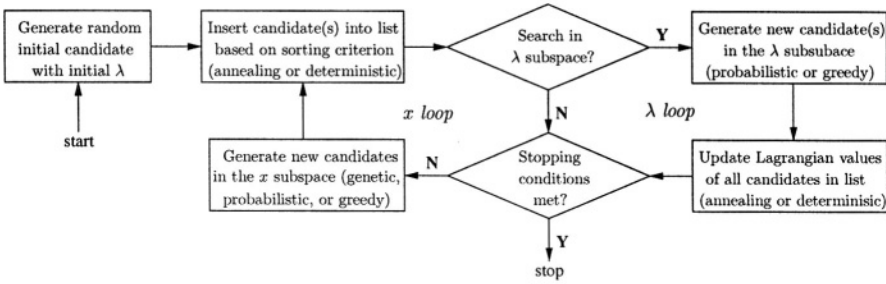 Generate random
initial candidate
with initial λ
Insert candidate(s) into list
based on sorting criterion
(annealing or deterministic)
Search in
λ subspace?
Y
Generate new candidate(s)
in the λ subsubace
(probabilistic or greedy)
start
x loop
N
λ loop
Generate new candidates
in the x subspace (genetic,
probabilistic, or greedy)
N
Stopping
conditions
met?
Update Lagrangian values
of all candidates in list
(annealing or determinisic)
Y
stop